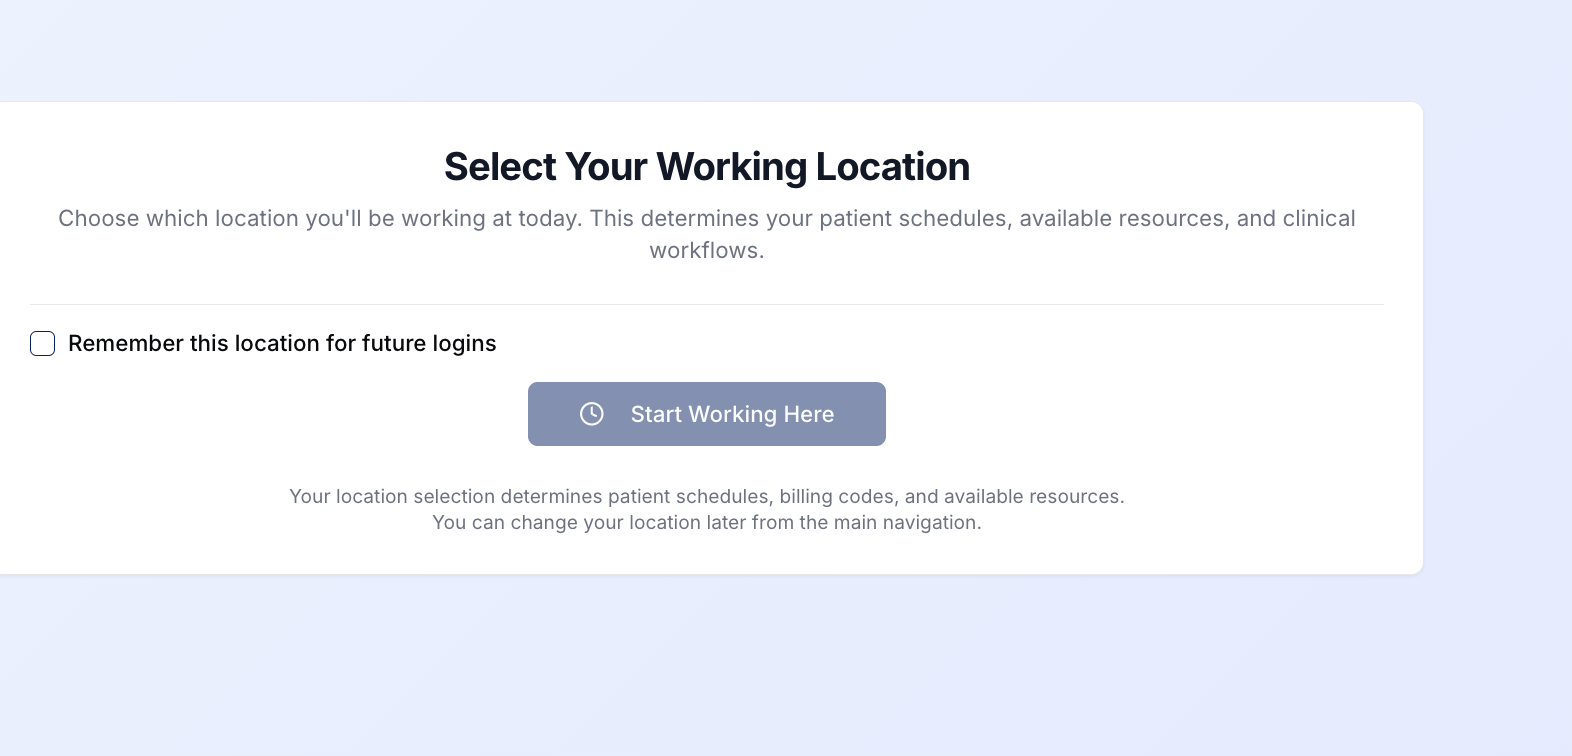 Select Your Working Location
Choose which location you'll be working at today. This determines your patient schedules, available resources, and clinical
workflows.
Remember this location for future logins
Start Working Here
Your location selection determines patient schedules, billing codes, and available resources.
You can change your location later from the main navigation.